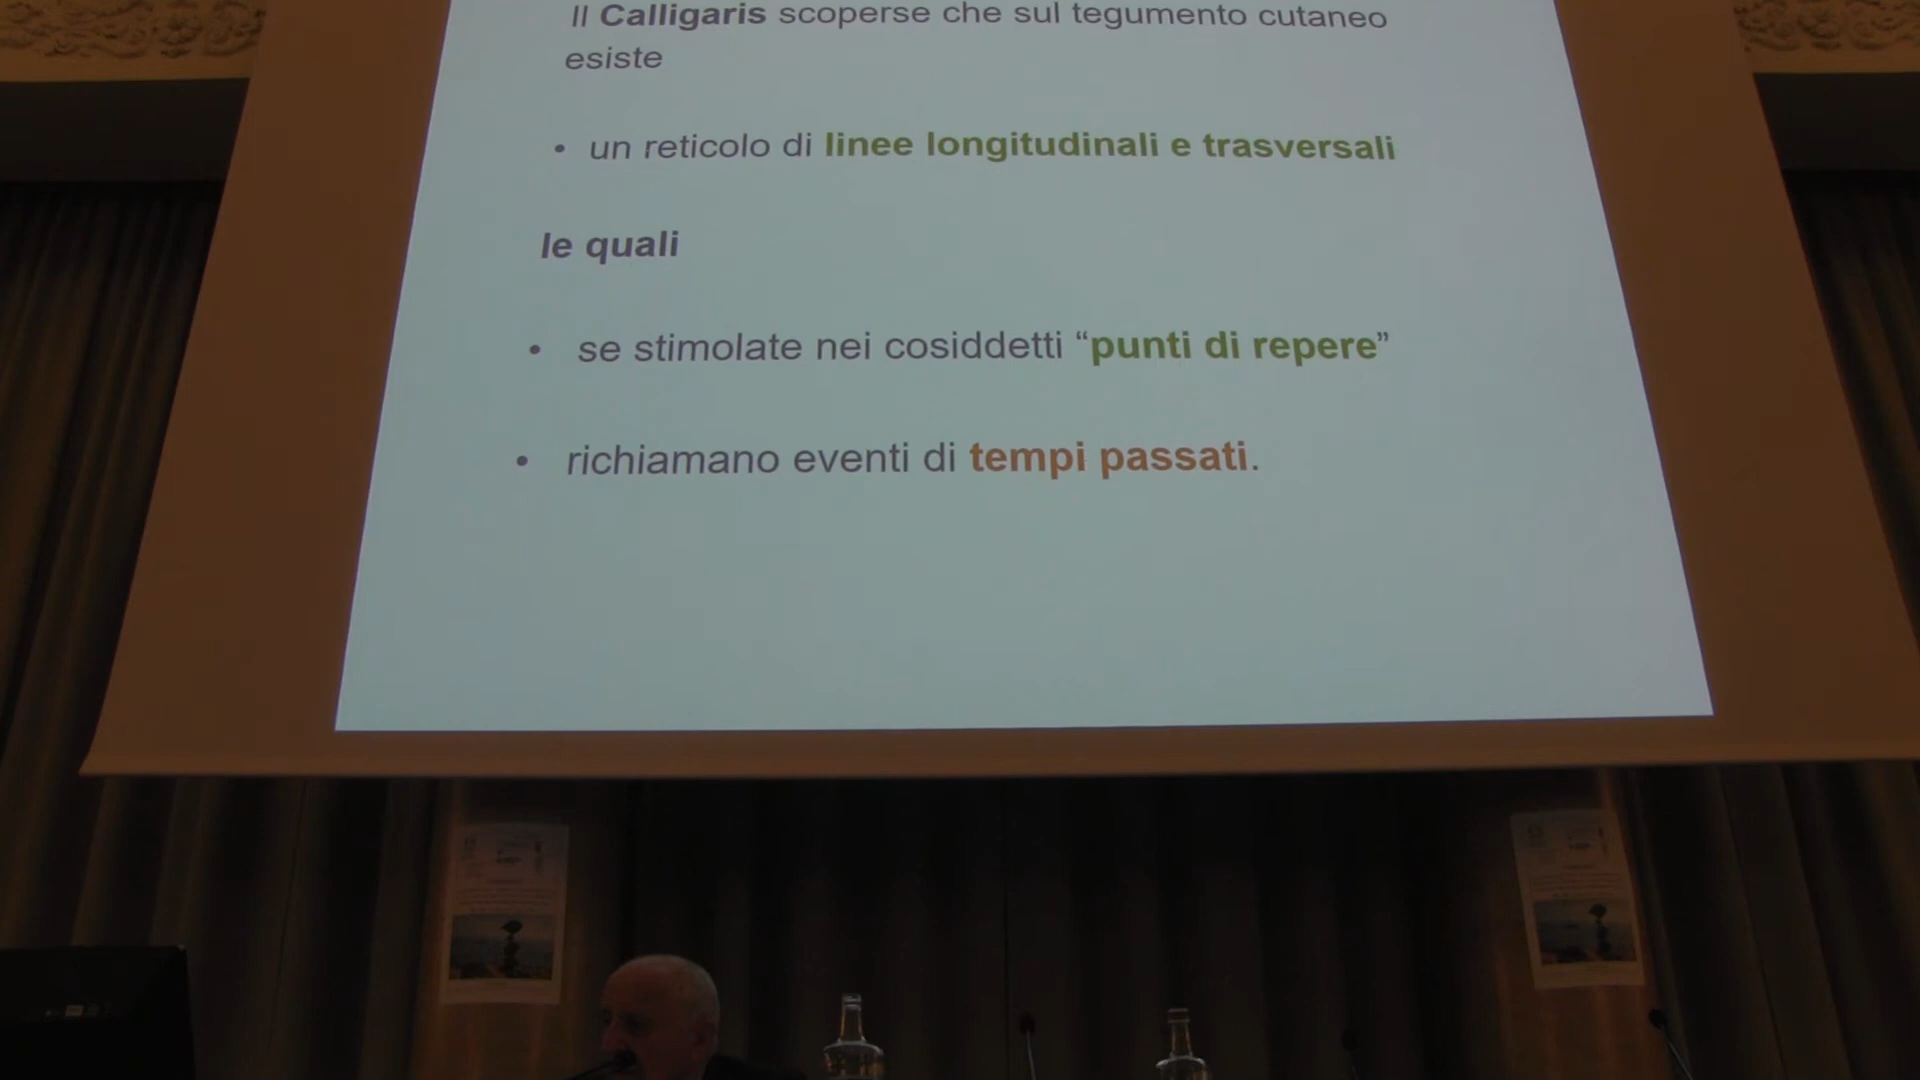 Il Calligaris scoperse che sul tegumento cutaneo
esiste
• un reticolo di linee longitudinali e trasversali
le quali
• se stimolate nei cosiddetti “punti di repere”
• richiamano eventi di tempi passati.